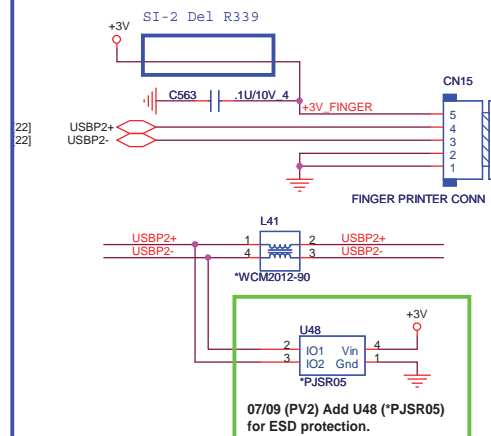 SI-2 Del R339
+3V
CN15
C563
.1U/10V_4
+3V_FINGER
5
22]
USBP2+
4
22]
USBP2-
3
2
1
FINGER PRINTER CONN
L41
USBP2+
1
2
USBP2+
USBP2-
4
3
USBP2-
*WCM2012-90
+3V
U48
2
IO1
Vin
4
3
IO2
Gnd
1
*PJSR05
07/09 (PV2) Add U48 (*PJSR05)
for ESD protection.